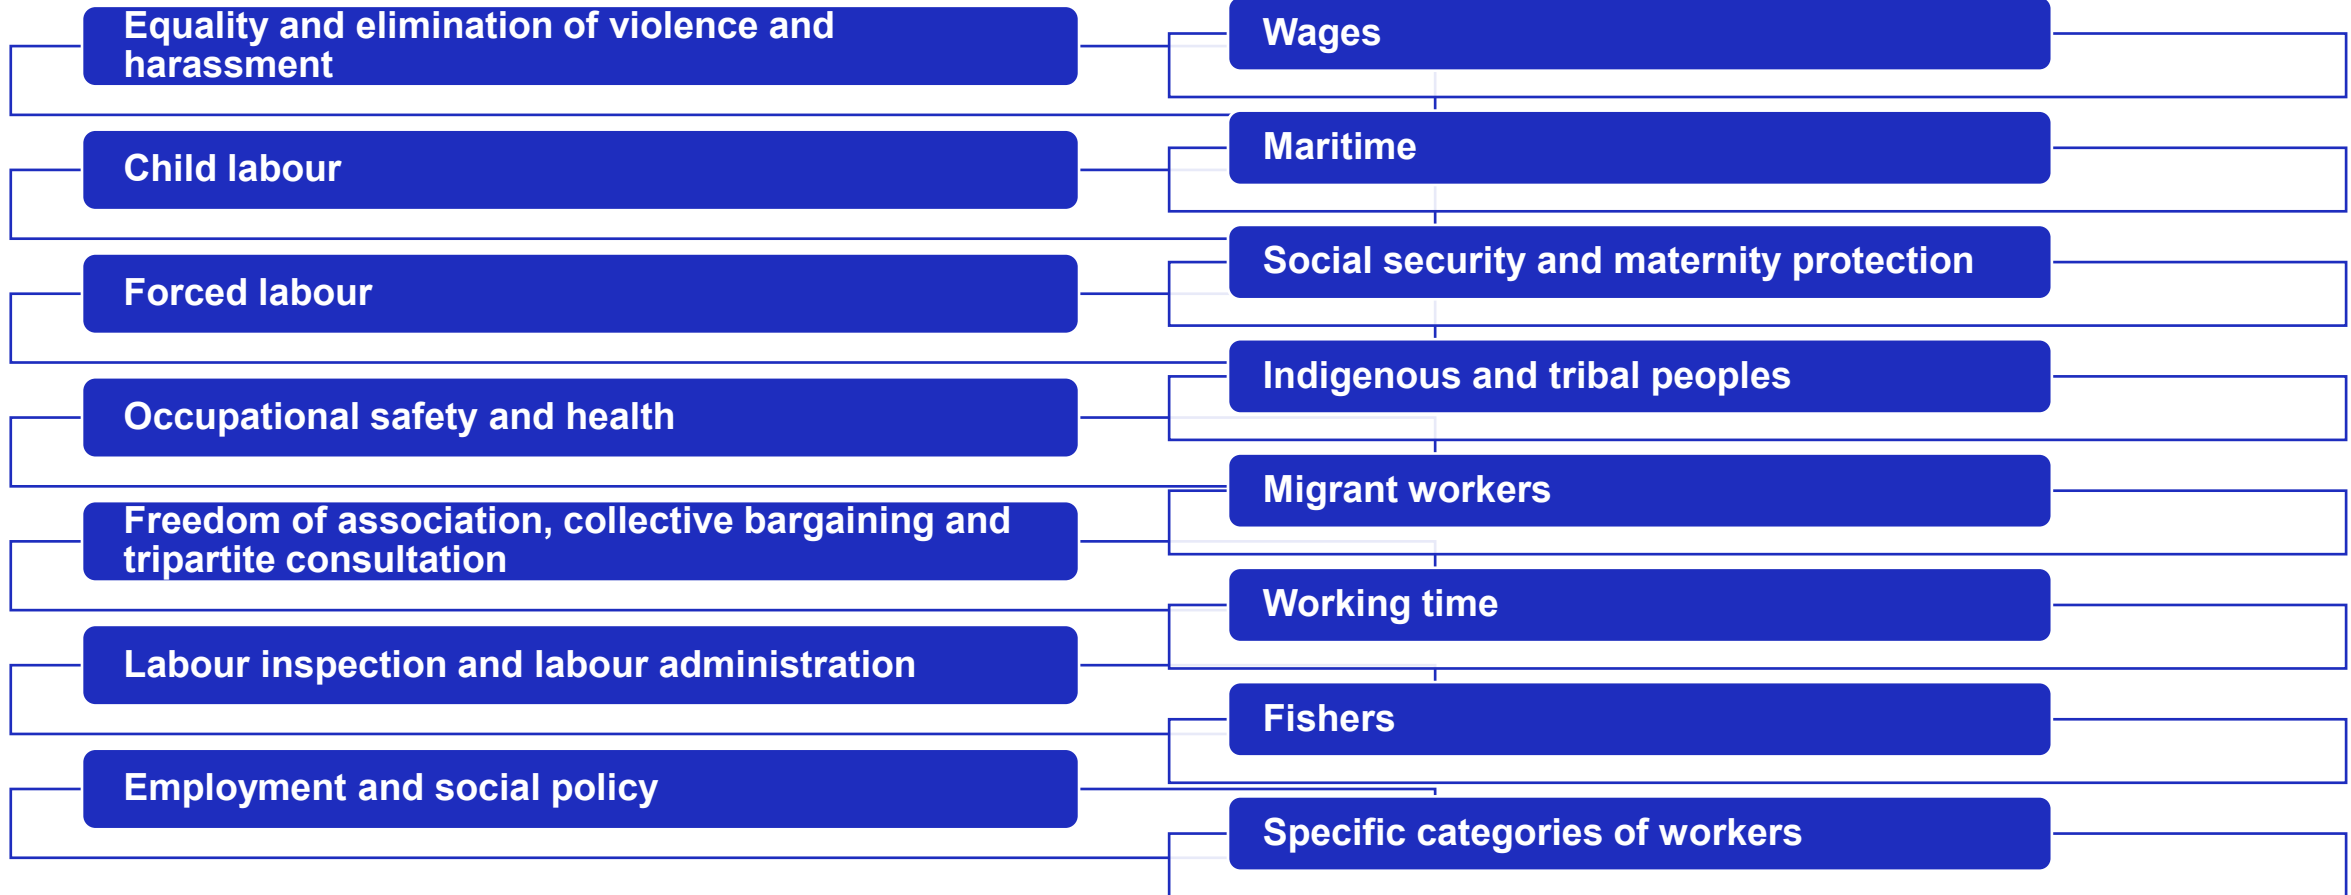 Equality and elimination of violence and
harassment
Child labour
Forced labour
Occupational safety and health
Freedom of association, collective bargaining and
tripartite consultation
Labour inspection and labour administration
Employment and social policy
Wages
Maritime
Social security and maternity protection
Indigenous and tribal peoples
Migrant workers
Working time
Fishers
Specific categories of workers